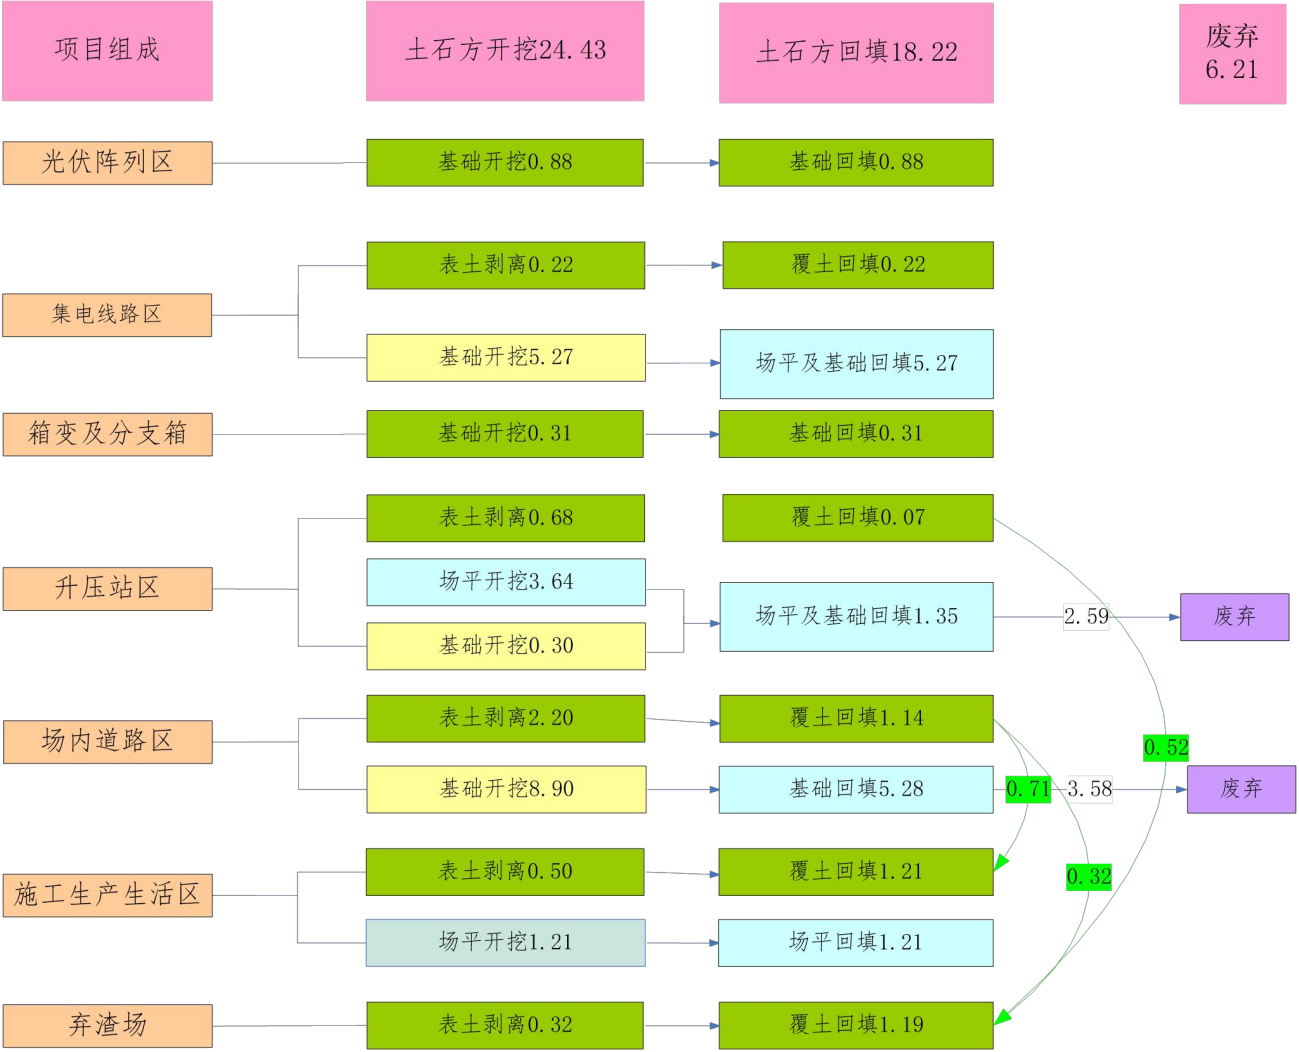 项目组成
土石方开挖24.43
土石方回填18.22
废弃
6.21
光伏阵列区
基础开挖0.88
基础回填0.88
表土剥离0.22
覆土回填0.22
集电线路区
基础开挖5.27
场平及基础回填5.27
箱变及分支箱
基础开挖0.31
基础回填0.31
表土剥离0.68
覆土回填0.07
场平开挖3.64
升压站区
场平及基础回填1.35
2.59
废弃
基础开挖0.30
表土剥离2.20
覆土回填1.14
场内道路区
0.52
基础开挖8.90
基础回填5.28
0.71
3.58
废弃
表土剥离0.50
覆土回填1.21
0.32
施工生产生活区
场平开挖1.21
场平回填1.21
弃渣场
表土剥离0.32
覆土回填1.19